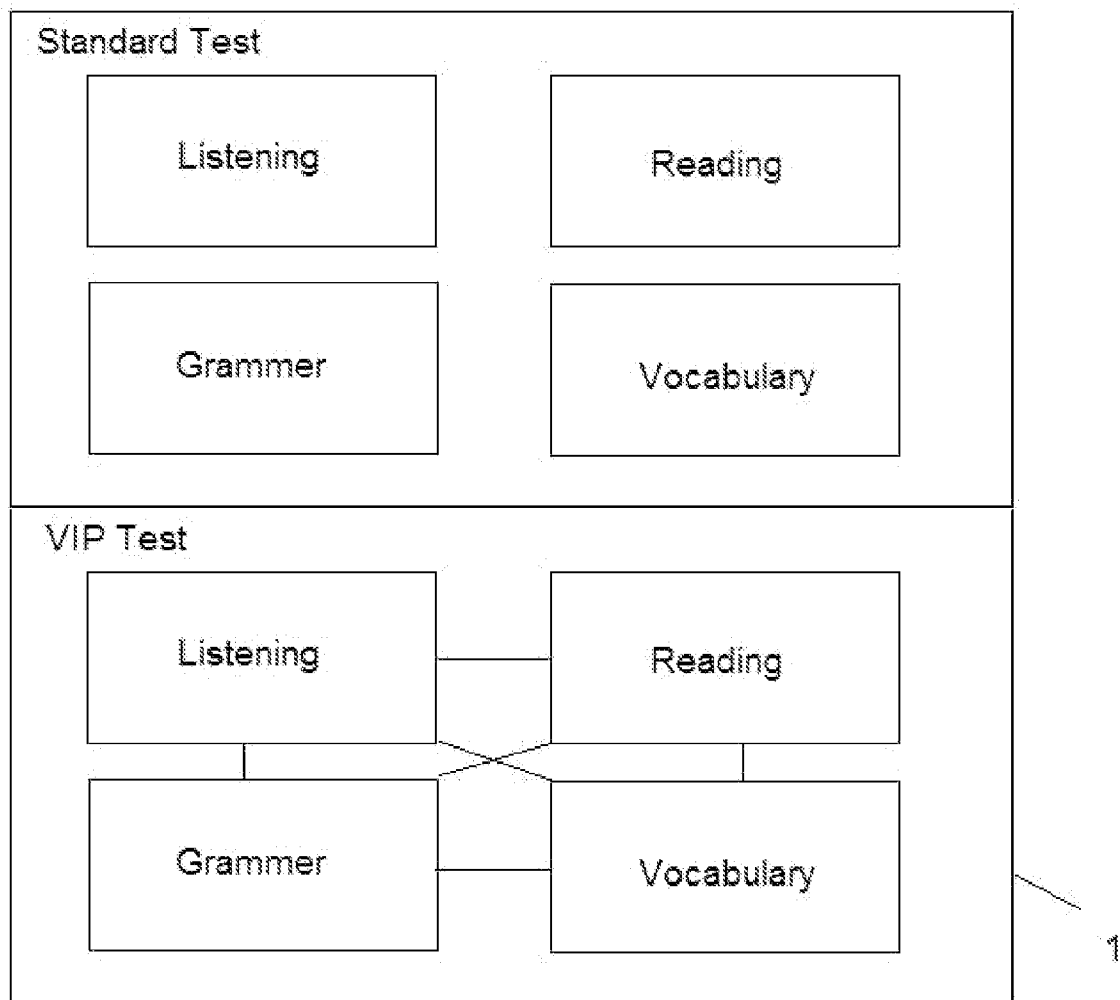 Standard Test
Listening
Reading
Grammer
Vocabulary
VIP Test
Listening
Reading
Grammer
Vocabulary
1